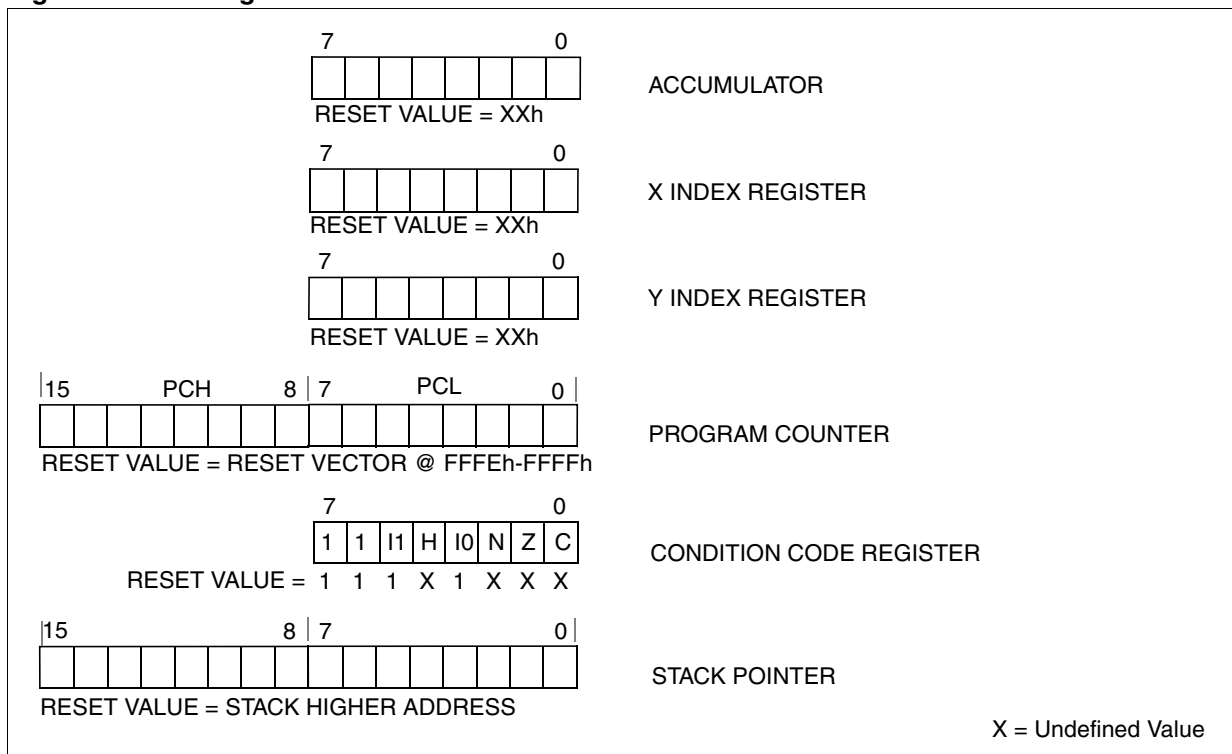 7 0
ACCUMULATOR
RESET VALUE = XXh
7 0
X INDEX REGISTER
RESET VALUE = XXh
7 0
Y INDEX REGISTER
RESET VALUE = XXh
15 PCH 8 7 PCL 0
PROGRAM COUNTER
RESET VALUE = RESET VECTOR @ FFFEh-FFFFh
7 0
1 1 I1 H I0 N Z C
CONDITION CODE REGISTER
RESET VALUE = 1 1 1 X 1 X X X
15 8 7 0
STACK POINTER
RESET VALUE = STACK HIGHER ADDRESS
X = Undefined Value